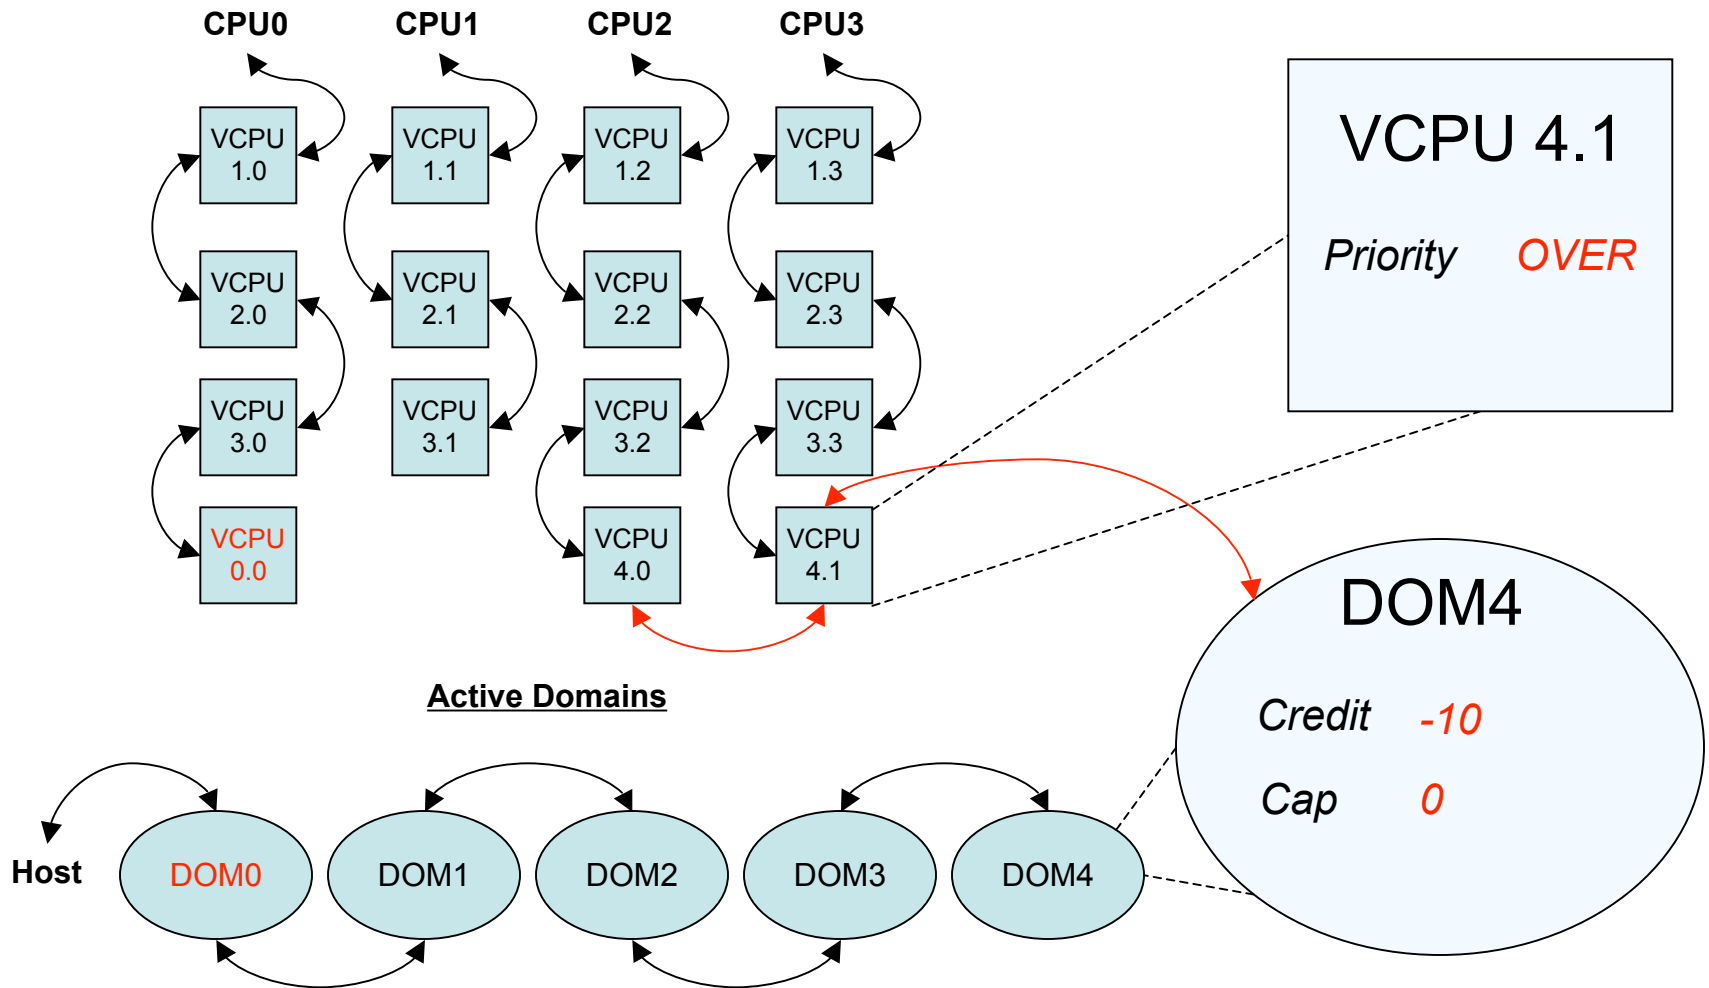 CPU0 CPU1 CPU2 CPU3
VCPU 1.0
VCPU 1.1
VCPU 1.2
VCPU 1.3
VCPU 2.0
VCPU 2.1
VCPU 2.2
VCPU 2.3
VCPU 3.0
VCPU 3.1
VCPU 3.2
VCPU 3.3
VCPU 0.0
VCPU 4.0
VCPU 4.1
VCPU 4.1
Priority OVER
DOM4
Credit -10
Cap 0
Active Domains
Host DOM0 DOM1 DOM2 DOM3 DOM4